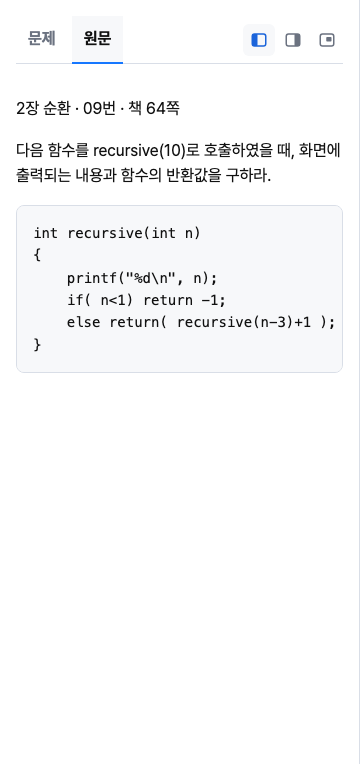 문제 원문
2장 순환 · 09번 · 책 64쪽
다음 함수를 recursive(10)로 호출하였을 때, 화면에
출력되는 내용과 함수의 반환값을 구하라.
int recursive(int n)
{
    printf("%d\n", n);
    if( n<1) return -1;
    else return( recursive(n-3)+1 );
}